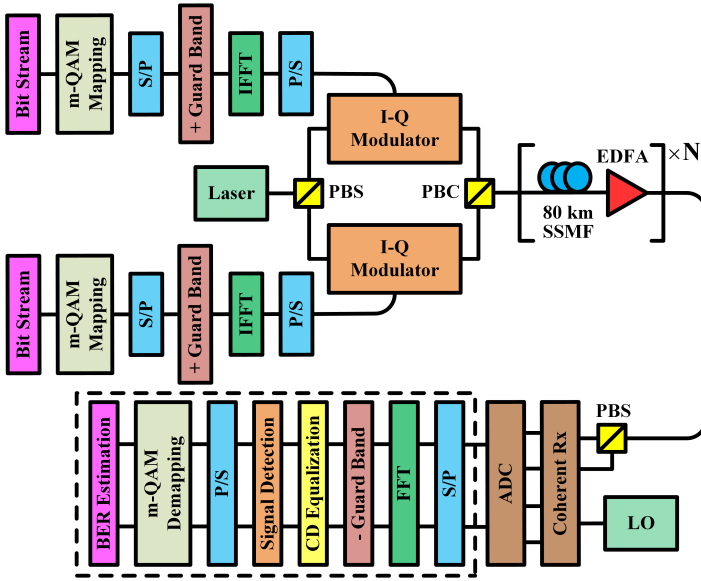 Bit Stream
m-QAM
Mapping
S/P
+ Guard Band
IFFT
P/S
I-Q
Modulator
Laser
PBS
PBC
EDFA
×N
80 km
SSMF
I-Q
Modulator
Bit Stream
m-QAM
Mapping
S/P
+ Guard Band
IFFT
P/S
BER Estimation
m-QAM
Demapping
P/S
Signal Detection
CD Equalization
- Guard Band
FFT
S/P
ADC
Coherent Rx
PBS
LO